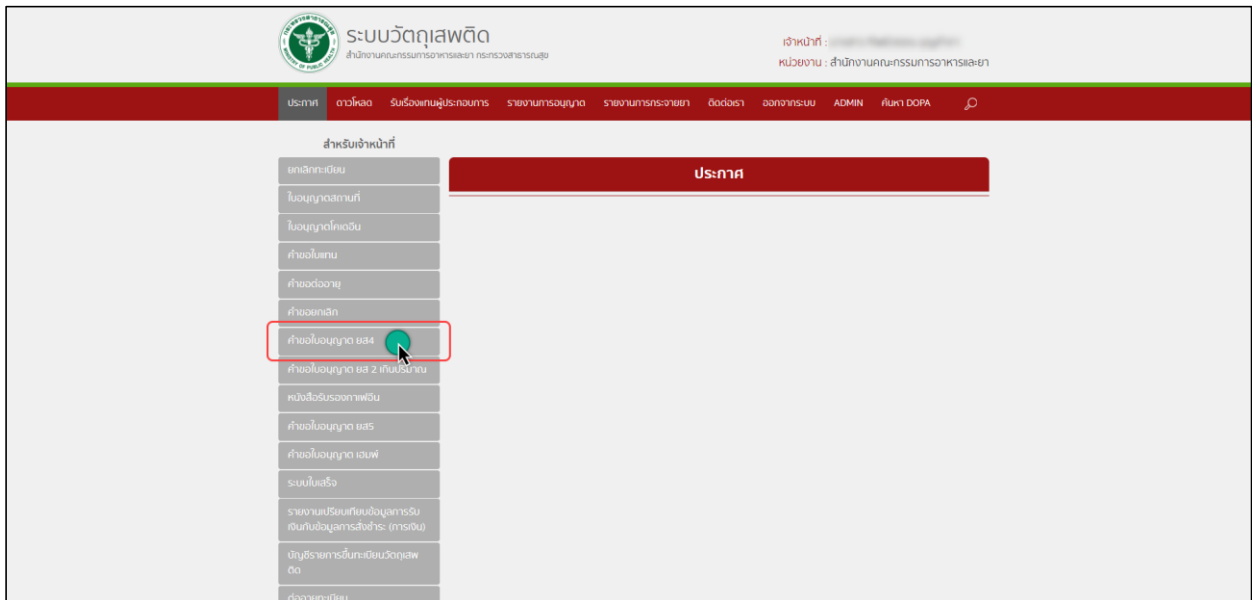 ระบบวัตถุเสพติด
สำนักงานคณะกรรมการอาหารและยา กระทรวงสาธารณสุข
เจ้าหน้าที่ :
หน่วยงาน : สำนักงานคณะกรรมการอาหารและยา
ประกาศ ดาวโหลด รับเรื่องแทนผู้ประกอบการ รายงานการอนุญาต รายงานการกระจายยา ติดต่อเรา ออกจากระบบ ADMIN ค้นหา DOPA
สำหรับเจ้าหน้าที่
ยกเลิกทะเบียน
ประกาศ
ใบอนุญาตสถานที่
ใบอนุญาตโคเดอีน
คำขอใบแทน
คำขอต่ออายุ
คำขอยกเลิก
คำขอใบอนุญาต ยส4
คำขอใบอนุญาต ยส 2 เกินปริมาณ
หนังสือรับรองกาเฟอีน
คำขอใบอนุญาต ยส5
คำขอใบอนุญาต เฮมพ์
ระบบใบเสร็จ
รายงานเปรียบเทียบข้อมูลการรับ
เงินกับข้อมูลการสั่งชำระ (การเงิน)
บัญชีรายการขึ้นทะเบียนวัตถุเสพ
ติด
ต่ออายุทะเบียน